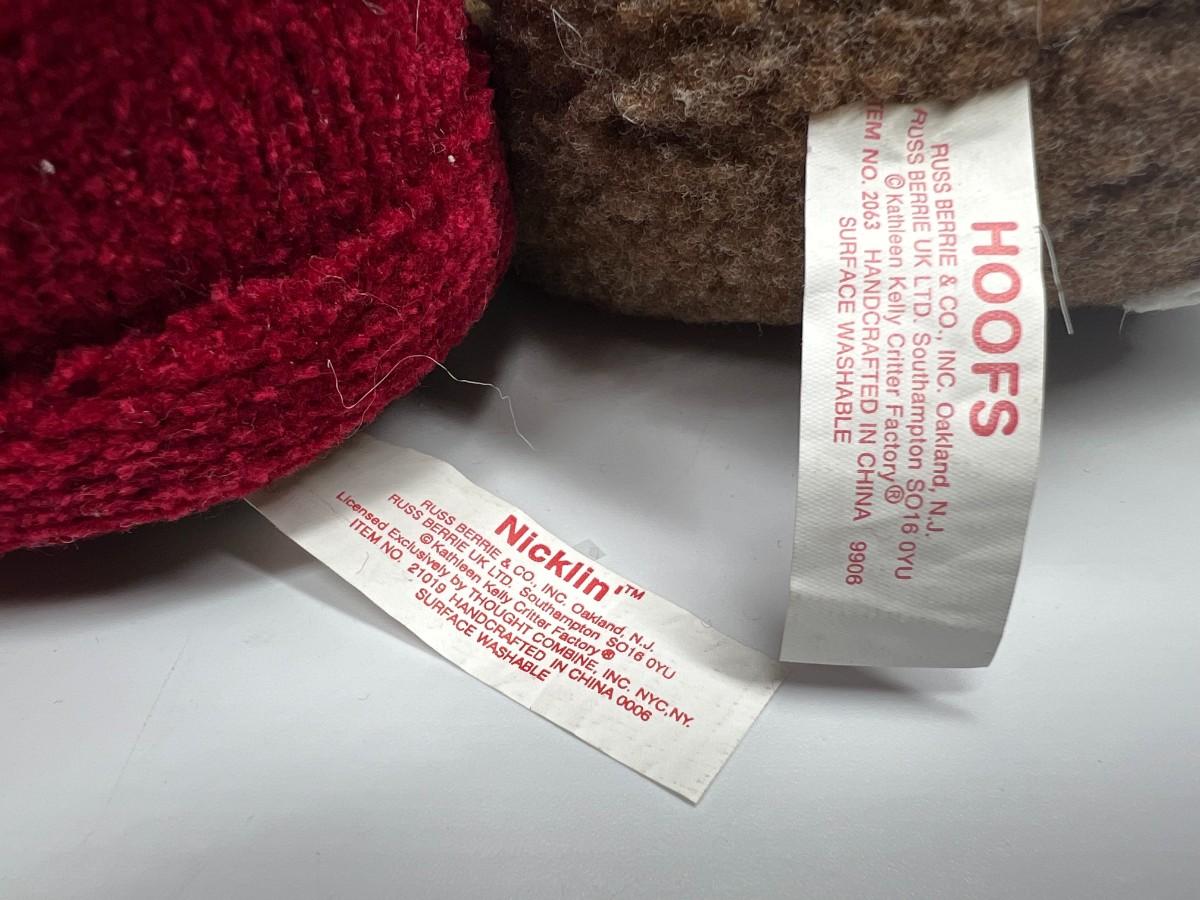 Nicklin'™
RUSS BERRIE & CO., INC. Oakland, N.J.
RUSS BERRIE UK LTD. Southampton SO16 0YU
©Kathleen Kelly Critter Factory®
Licensed Exclusively by THOUGHT COMBINE, INC. NYC,NY.
ITEM NO. 21019 HANDCRAFTED IN CHINA 0006
SURFACE WASHABLE
HOOFS
RUSS BERRIE & CO., INC. Oakland, N.J.
RUSS BERRIE UK LTD. Southampton SO16 0YU
©Kathleen Kelly Critter Factory®
TEM NO. 2063 HANDCRAFTED IN CHINA 9906
SURFACE WASHABLE